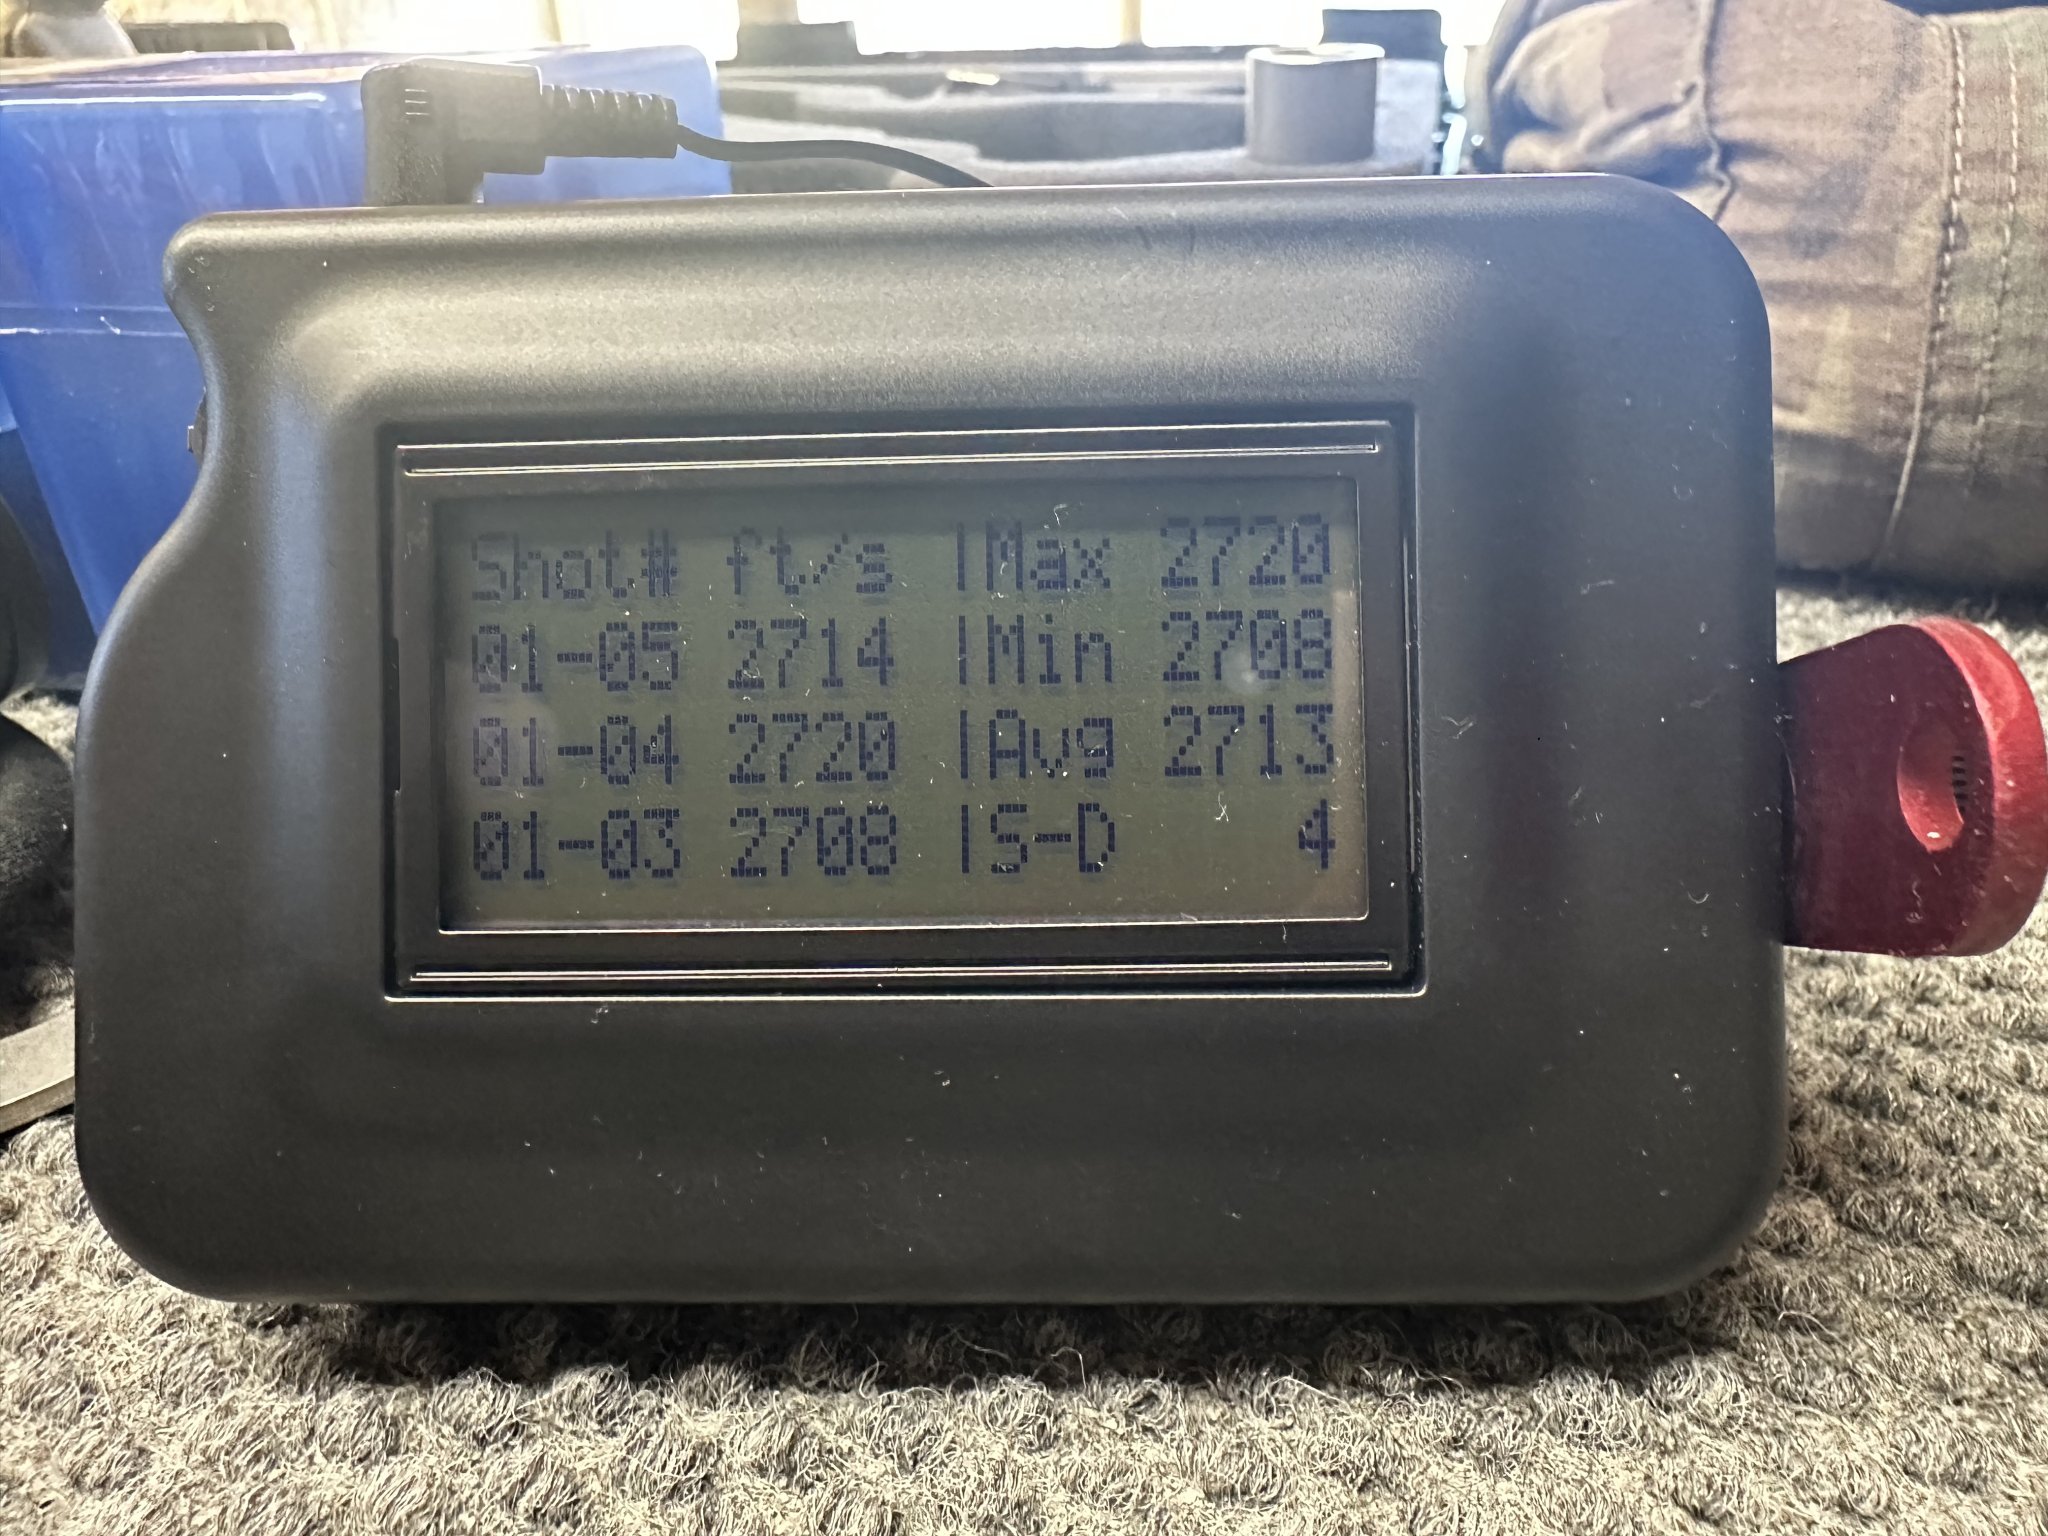 Shot# ft/s |Max 2720
01-05 2714 |Min 2708
01-04 2720 |Avg 2713
01-03 2708 |S-D 4